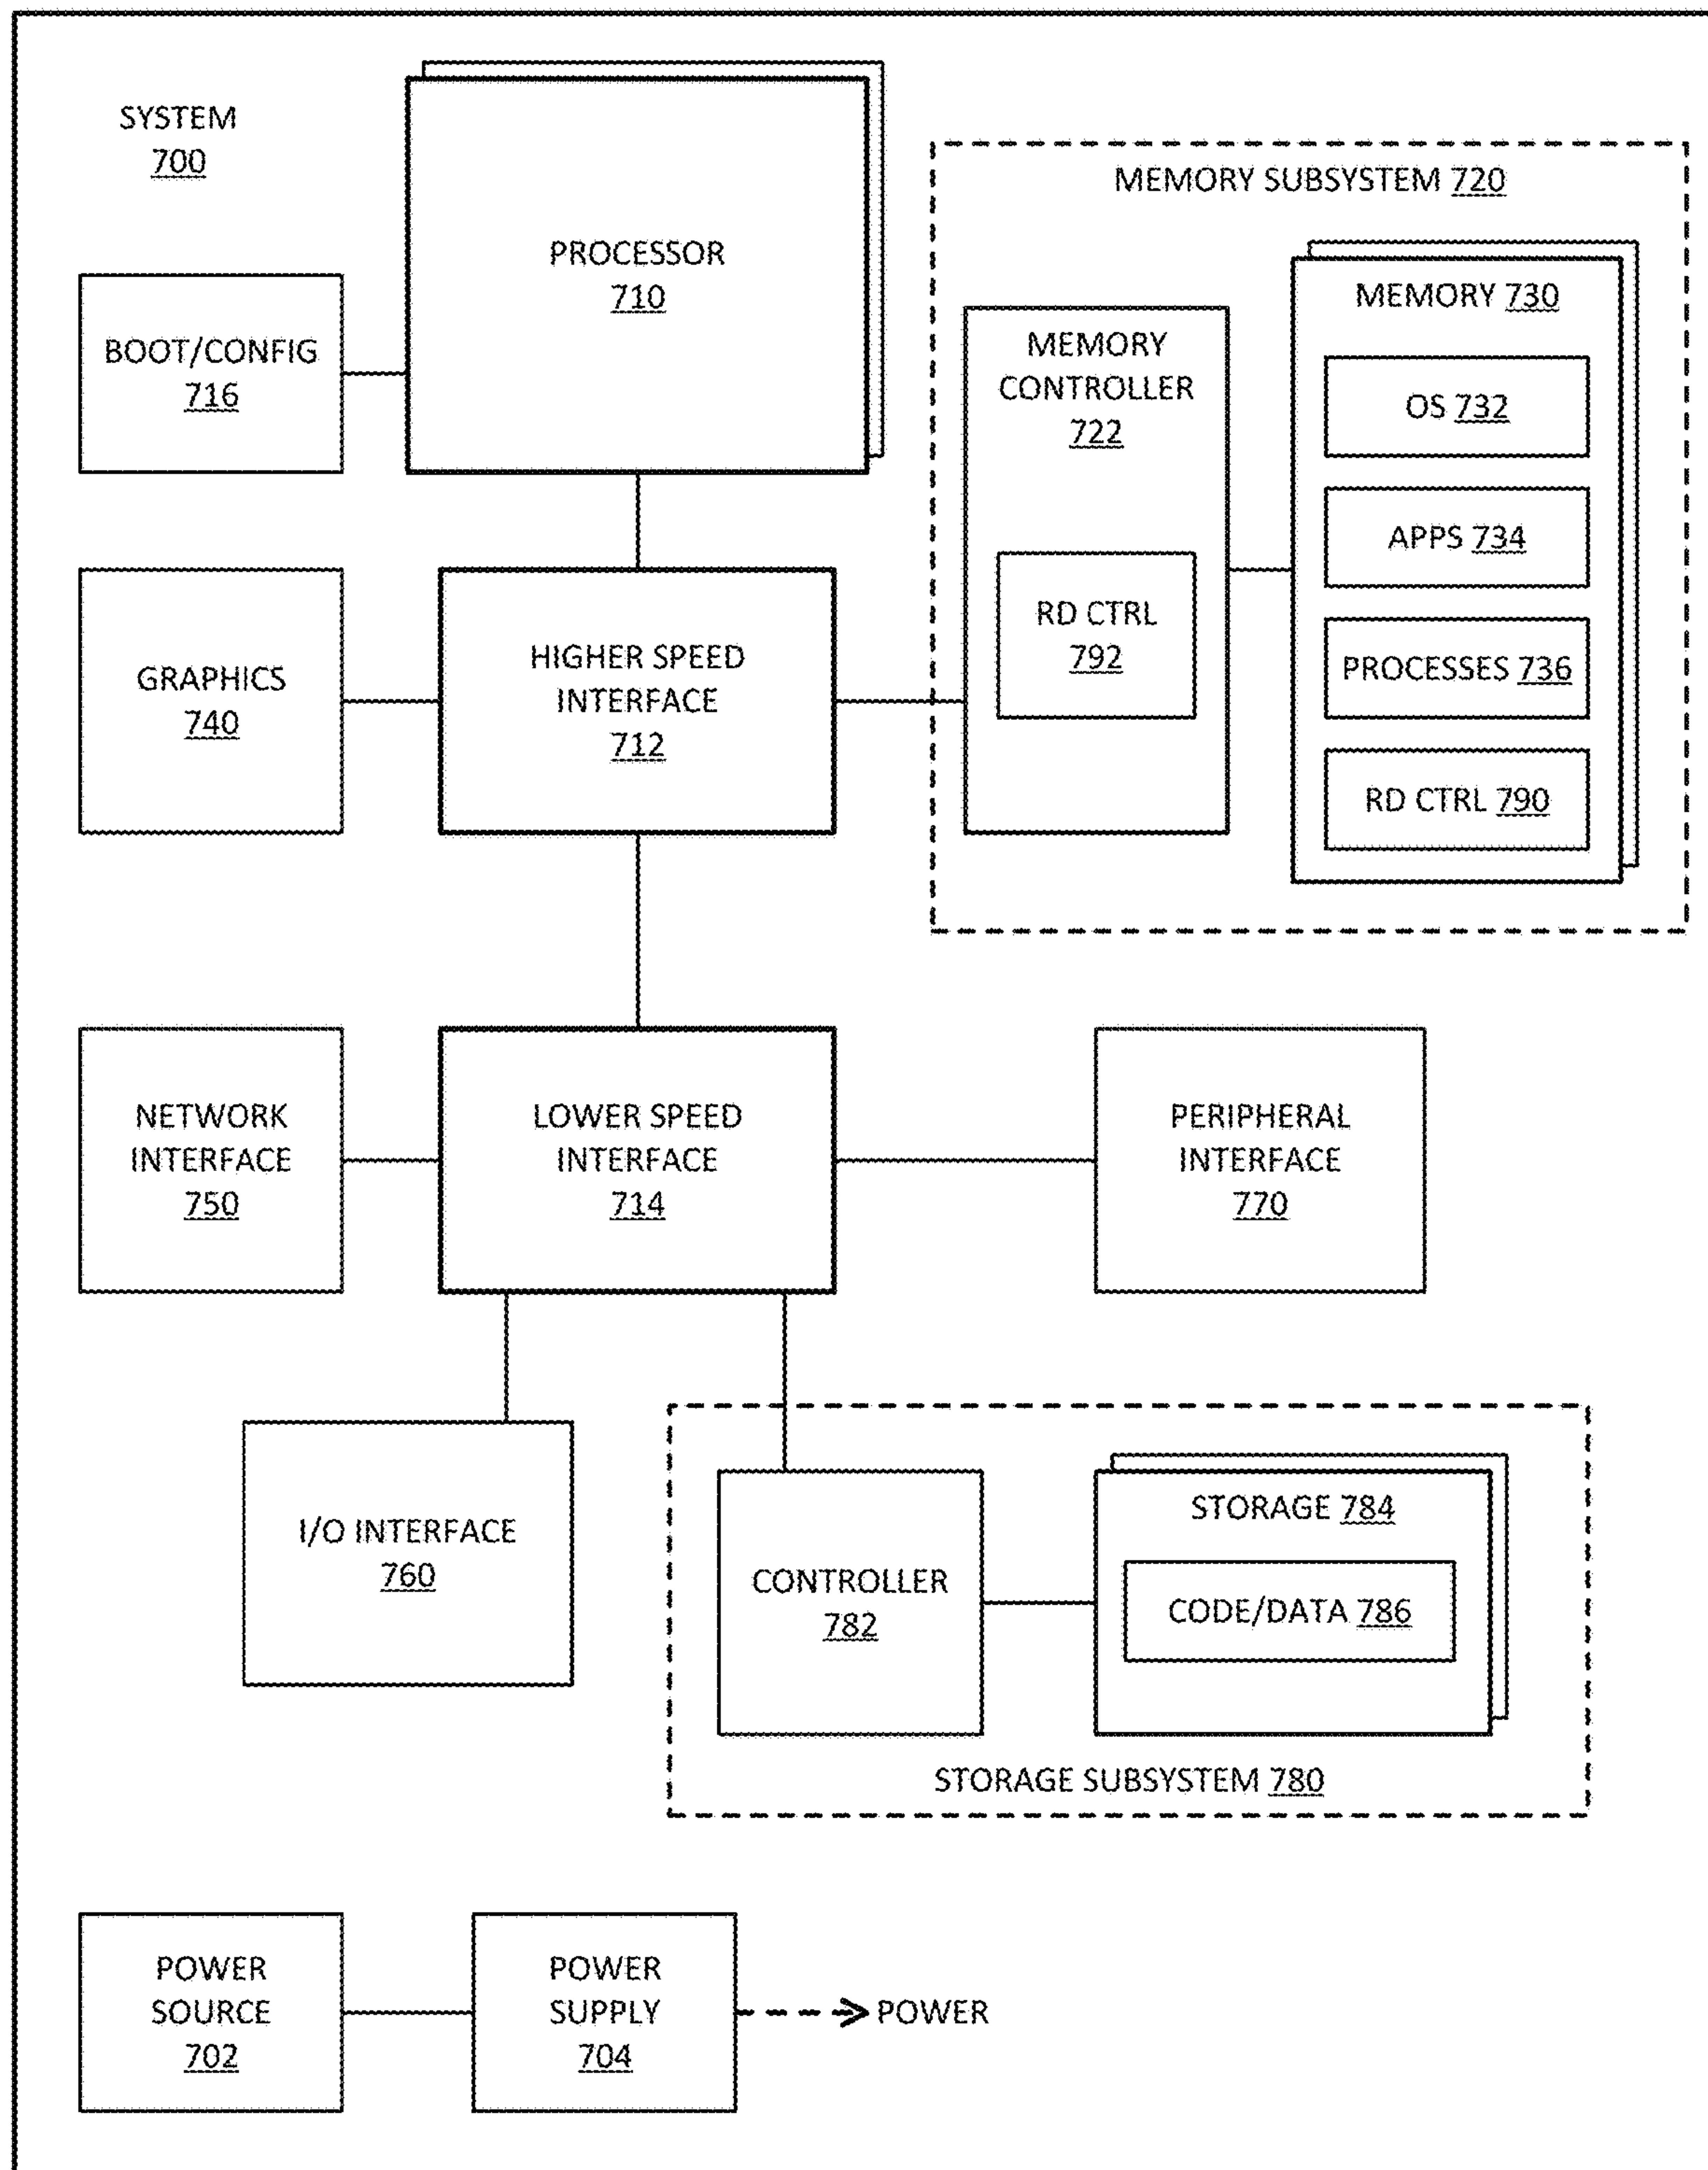 SYSTEM
700
PROCESSOR
710
BOOT/CONFIG
716
MEMORY SUBSYSTEM 720
MEMORY
CONTROLLER
722
RD CTRL
792
MEMORY 730
OS 732
APPS 734
PROCESSES 736
RD CTRL 790
GRAPHICS
740
HIGHER SPEED
INTERFACE
712
NETWORK
INTERFACE
750
LOWER SPEED
INTERFACE
714
PERIPHERAL
INTERFACE
770
I/O INTERFACE
760
CONTROLLER
782
STORAGE 784
CODE/DATA 786
STORAGE SUBSYSTEM 780
POWER
SOURCE
702
POWER
SUPPLY
704
POWER